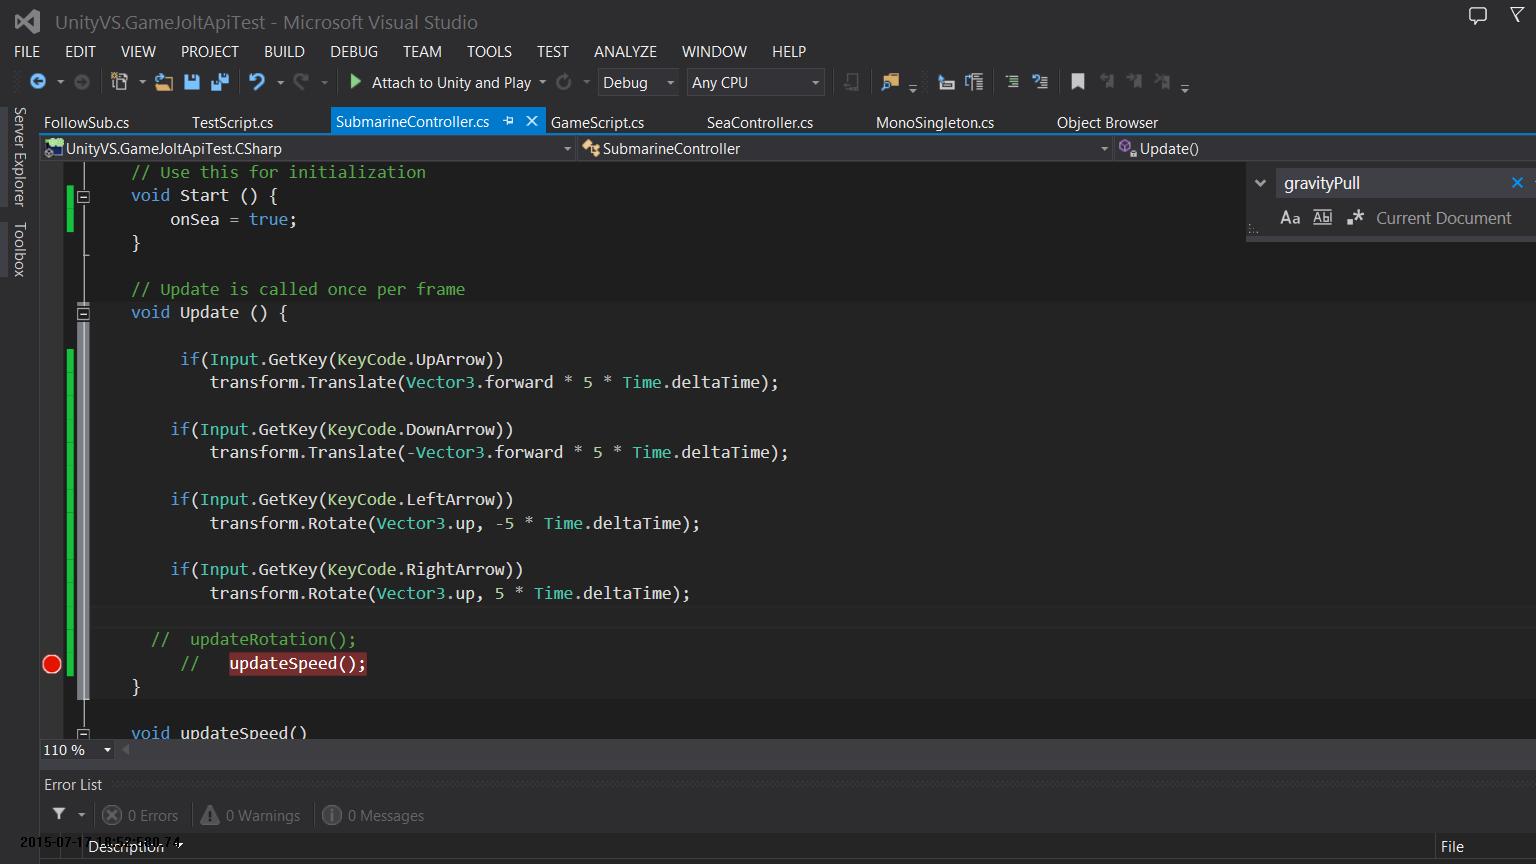 UnityVS.GameJoltApiTest - Microsoft Visual Studio
FILE EDIT VIEW PROJECT BUILD DEBUG TEAM TOOLS TEST ANALYZE WINDOW HELP
Attach to Unity and Play Debug Any CPU
Server Explorer
Toolbox
FollowSub.cs TestScript.cs SubmarineController.cs GameScript.cs SeaController.cs MonoSingleton.cs Object Browser
UnityVS.GameJoltApiTest.CSharp SubmarineController Update()
gravityPull
Aa Abl .* Current Document
// Use this for initialization
void Start () {
onSea = true;
}
// Update is called once per frame
void Update () {
if(Input.GetKey(KeyCode.UpArrow))
transform.Translate(Vector3.forward * 5 * Time.deltaTime);
if(Input.GetKey(KeyCode.DownArrow))
transform.Translate(-Vector3.forward * 5 * Time.deltaTime);
if(Input.GetKey(KeyCode.LeftArrow))
transform.Rotate(Vector3.up, -5 * Time.deltaTime);
if(Input.GetKey(KeyCode.RightArrow))
transform.Rotate(Vector3.up, 5 * Time.deltaTime);
// updateRotation();
// updateSpeed();
}
void updateSpeed()
110 %
Error List
0 Errors 0 Warnings 0 Messages
Description File